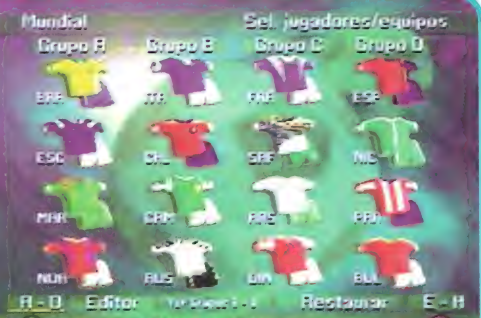 Mundial Sel. jugadores/equipos
Grupo A Grupo B Grupo C Grupo D
BRA ITA FRA ESP
ESC CHL SAF NIG
MAR CAM ARS PAR
NOR AUS DIN BUL
A - D Editor Restaurar E - H